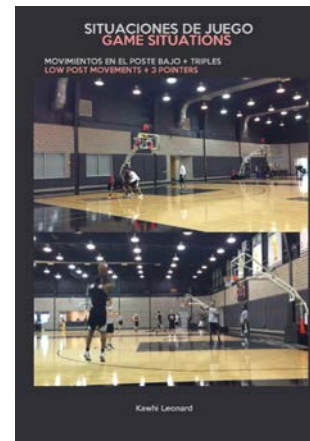 SITUACIONES DE JUEGO
GAME SITUATIONS
MOVIMIENTOS EN EL POSTE BAJO + TRIPLES
LOW POST MOVEMENTS + 3 POINTERS
Kawhi Leonard